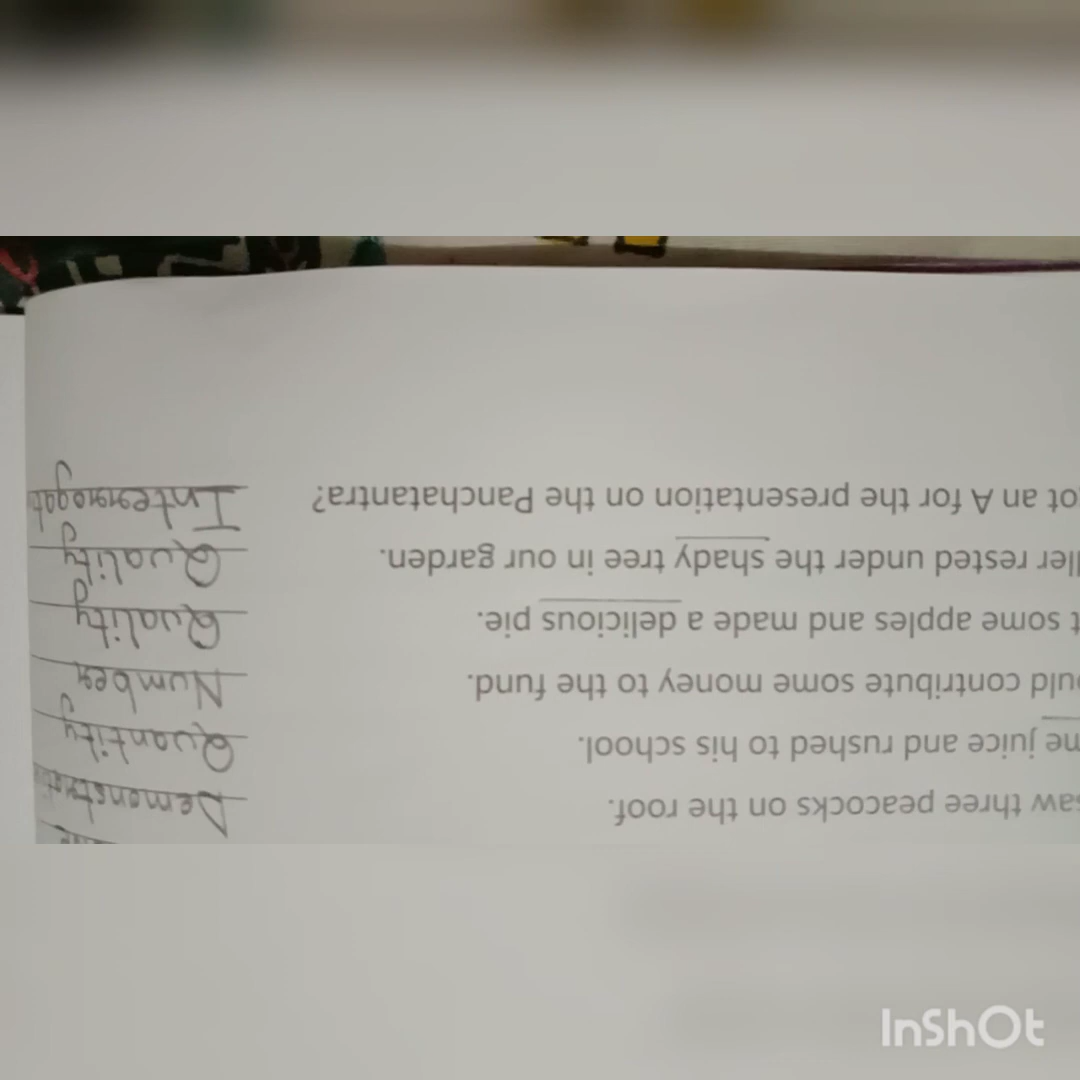 saw three peacocks on the roof. Demonstrati
me juice and rushed to his school. Quantity
ould contribute some money to the fund. Number
t some apples and made a delicious pie. Quality
ller rested under the shady tree in our garden. Quality
ot an A for the presentation on the Panchatantra? Interrogat
InShOt